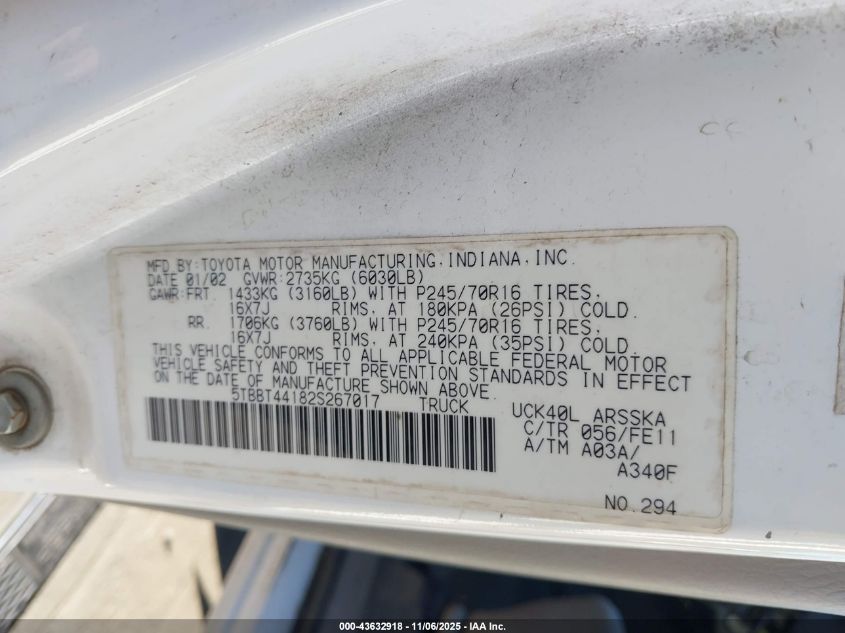 MFD BY:TOYOTA MOTOR MANUFACTURING,INDIANA,INC.
DATE 01/02 GVWR:2735KG (6030LB)
GAWR:FRT. 1433KG (3160LB) WITH P245/70R16 TIRES,
16X7J RIMS, AT 180KPA (26PSI) COLD.
RR. 1706KG (3760LB) WITH P245/70R16 TIRES,
16X7J RIMS, AT 240KPA (35PSI) COLD.
THIS VEHICLE CONFORMS TO ALL APPLICABLE FEDERAL MOTOR
VEHICLE SAFETY AND THEFT PREVENTION STANDARDS IN EFFECT
ON THE DATE OF MANUFACTURE SHOWN ABOVE.
5TBBT44182S267017 TRUCK
UCK40L ARSSKA
C/TR 056/FE11
A/TM A03A/
A340F
NO.294
000-43632918 - 11/06/2025 - IAA Inc.